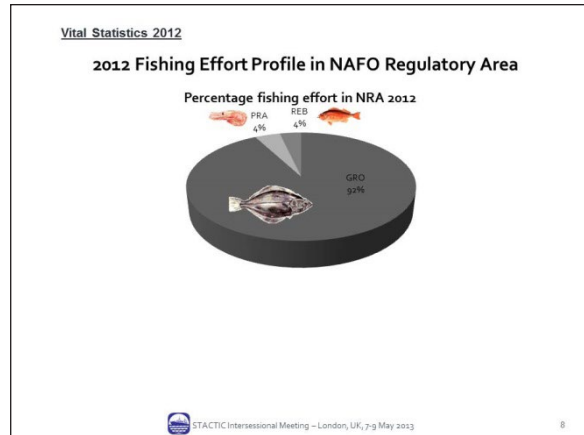 Vital Statistics 2012
2012 Fishing Effort Profile in NAFO Regulatory Area
Percentage fishing effort in NRA 2012
PRA
4%
REB
4%
GRO
92%
STACTIC Intersessional Meeting – London, UK, 7-9 May 2013
8